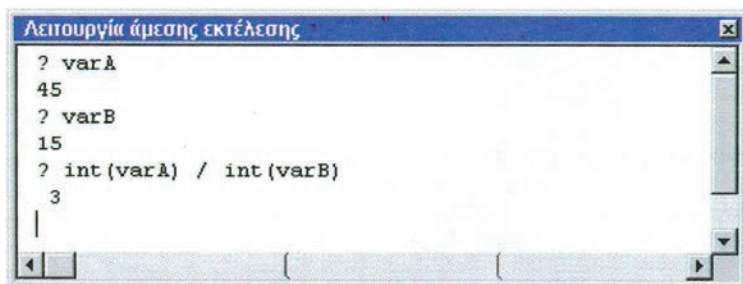 Λειτουργία άμεσης εκτέλεσης
? varA
45
? varB
15
? int(varA) / int(varB)
3